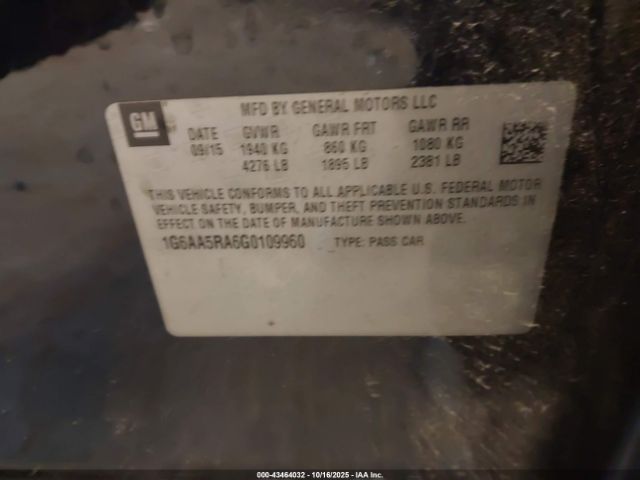 GM
MFD BY GENERAL MOTORS LLC
DATE GVWR GAWR FRT GAWR RR
09/15 1940 KG 860 KG 1080 KG
4276 LB 1895 LB 2381 LB
THIS VEHICLE CONFORMS TO ALL APPLICABLE U.S. FEDERAL MOTOR
VEHICLE SAFETY, BUMPER, AND THEFT PREVENTION STANDARDS IN
EFFECT ON THE DATE OF MANUFACTURE SHOWN ABOVE.
1G6AA5RA6G0109960 TYPE: PASS CAR
000-43464032 - 10/16/2025 - IAA Inc.